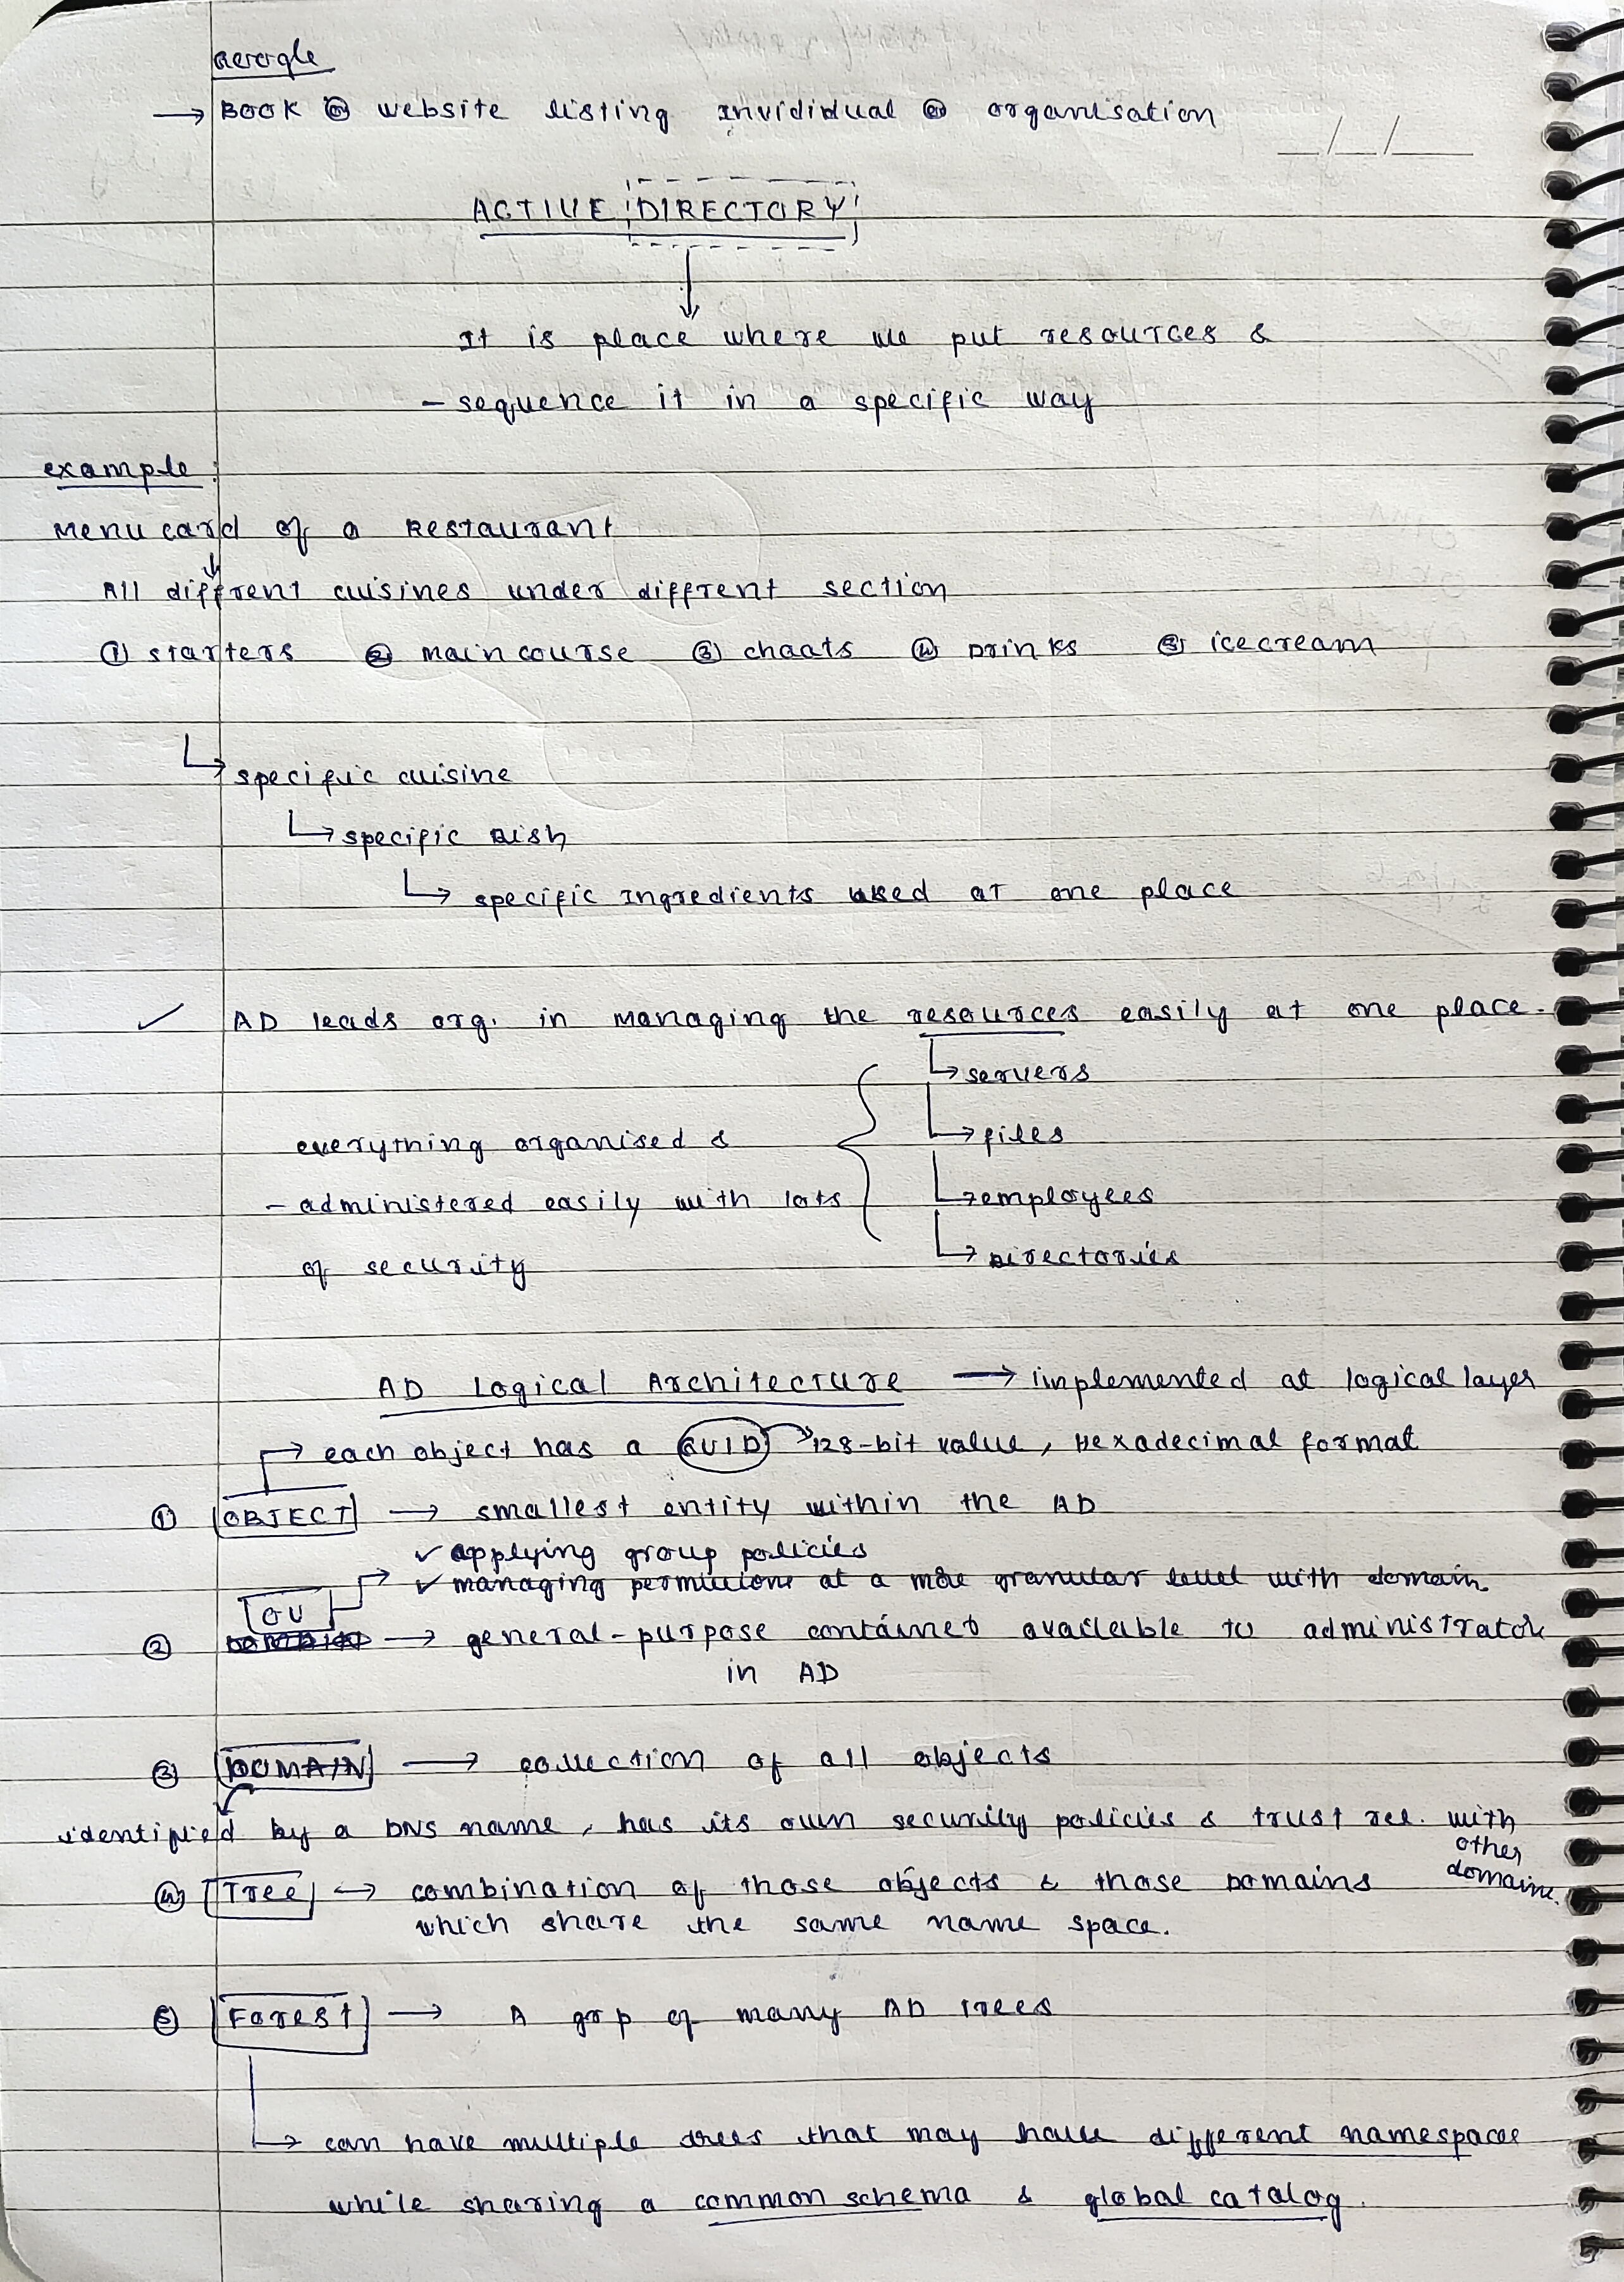 Google
→ BOOK or website listing Invididual or organisation
__/__/____
ACTIVE DIRECTORY
It is place where we put resources &
- sequence it in a specific way
example :
Menu card of a Restaurant
All diffrent cuisines under diffrent section
① starters ② main course ③ chaats ④ Drinks ⑤ icecream
↳ specific cuisine
↳ specific Dish
↳ specific Ingredients used at one place
✓ AD leads org. in managing the resources easily at one place.
↳ servers
↳ files
everything organised &
↳ employees
- administered easily with lots
↳ Directories
of security
AD Logical Architecture → implemented at logical layer
→ each object has a GUID → 128-bit value, Hexadecimal format
① OBJECT → smallest entity within the AD
✓ applying group policies
✓ managing permissions at a more granular level with domain.
OU
② → general-purpose container available to administrator
in AD
③ DOMAIN → collection of all objects
identified by a DNS name, has its own security policies & trust rel. with
other
domains.
④ Tree → combination of those objects & those Domains
which share the same name space.
⑤ Forest → A grp of many AD trees
↳ can have multiple trees that may have different namespaces
while sharing a common schema & global catalog.